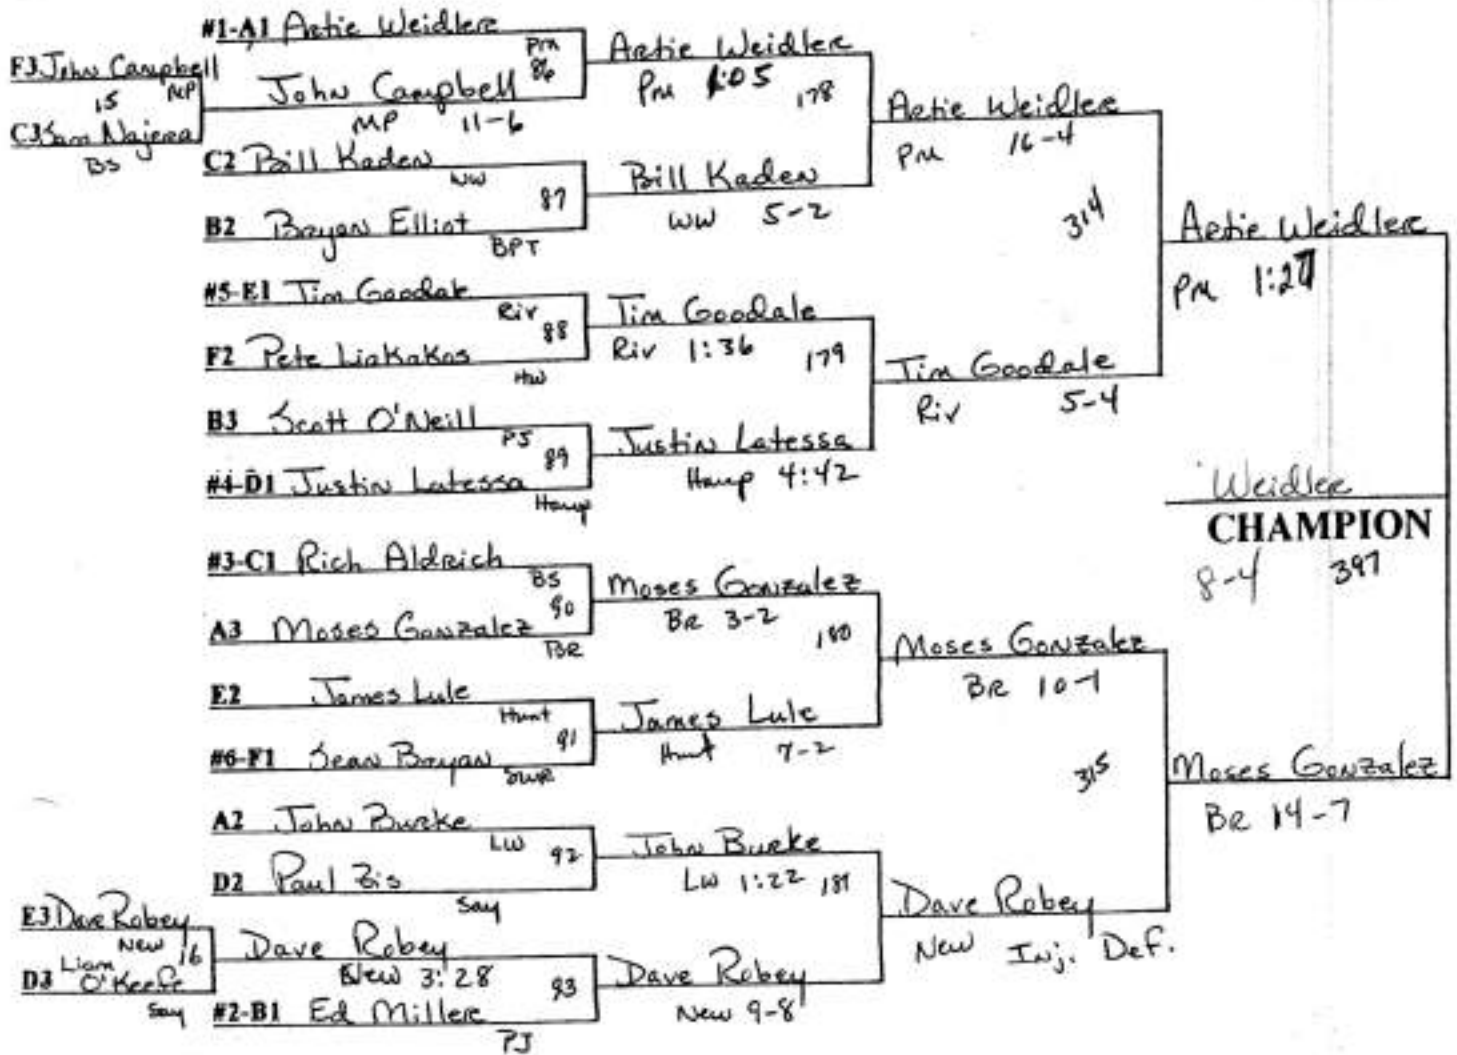 #1-A1 Artie Weidler
Pm
86
F3 John Campbell
MP
15
C3 Sam Najera
BS
John Campbell
MP 11-6
Artie Weidler
Pm 1:05
178
C2 Bill Kaden
WW
87
B2 Bryan Elliot
BPT
Bill Kaden
WW 5-2
Artie Weidler
Pm 16-4
314
#5-E1 Tim Goodale
Riv
88
F2 Pete Liakakos
HW
Tim Goodale
Riv 1:36
179
B3 Scott O'Neill
PJ
89
#4-D1 Justin Latessa
Hamp
Justin Latessa
Hamp 4:42
Tim Goodale
Riv 5-4
Artie Weidler
Pm 1:27
Weidler
CHAMPION
8-4 397
#3-C1 Rich Aldrich
BS
90
A3 Moses Gonzalez
BR
Moses Gonzalez
BR 3-2
180
E2 James Lule
Hunt
91
#6-F1 Sean Bryan
SWR
James Lule
Hunt 7-2
Moses Gonzalez
BR 10-1
315
A2 John Burke
LW
92
D2 Paul Zis
Say
John Burke
LW 1:22
181
E3 Dave Robey
New
16
D3 Liam O'Keefe
Say
Dave Robey
New 3:28
93
#2-B1 Ed Miller
PJ
Dave Robey
New 9-8
Dave Robey
New Inj. Def.
Moses Gonzalez
BR 14-7